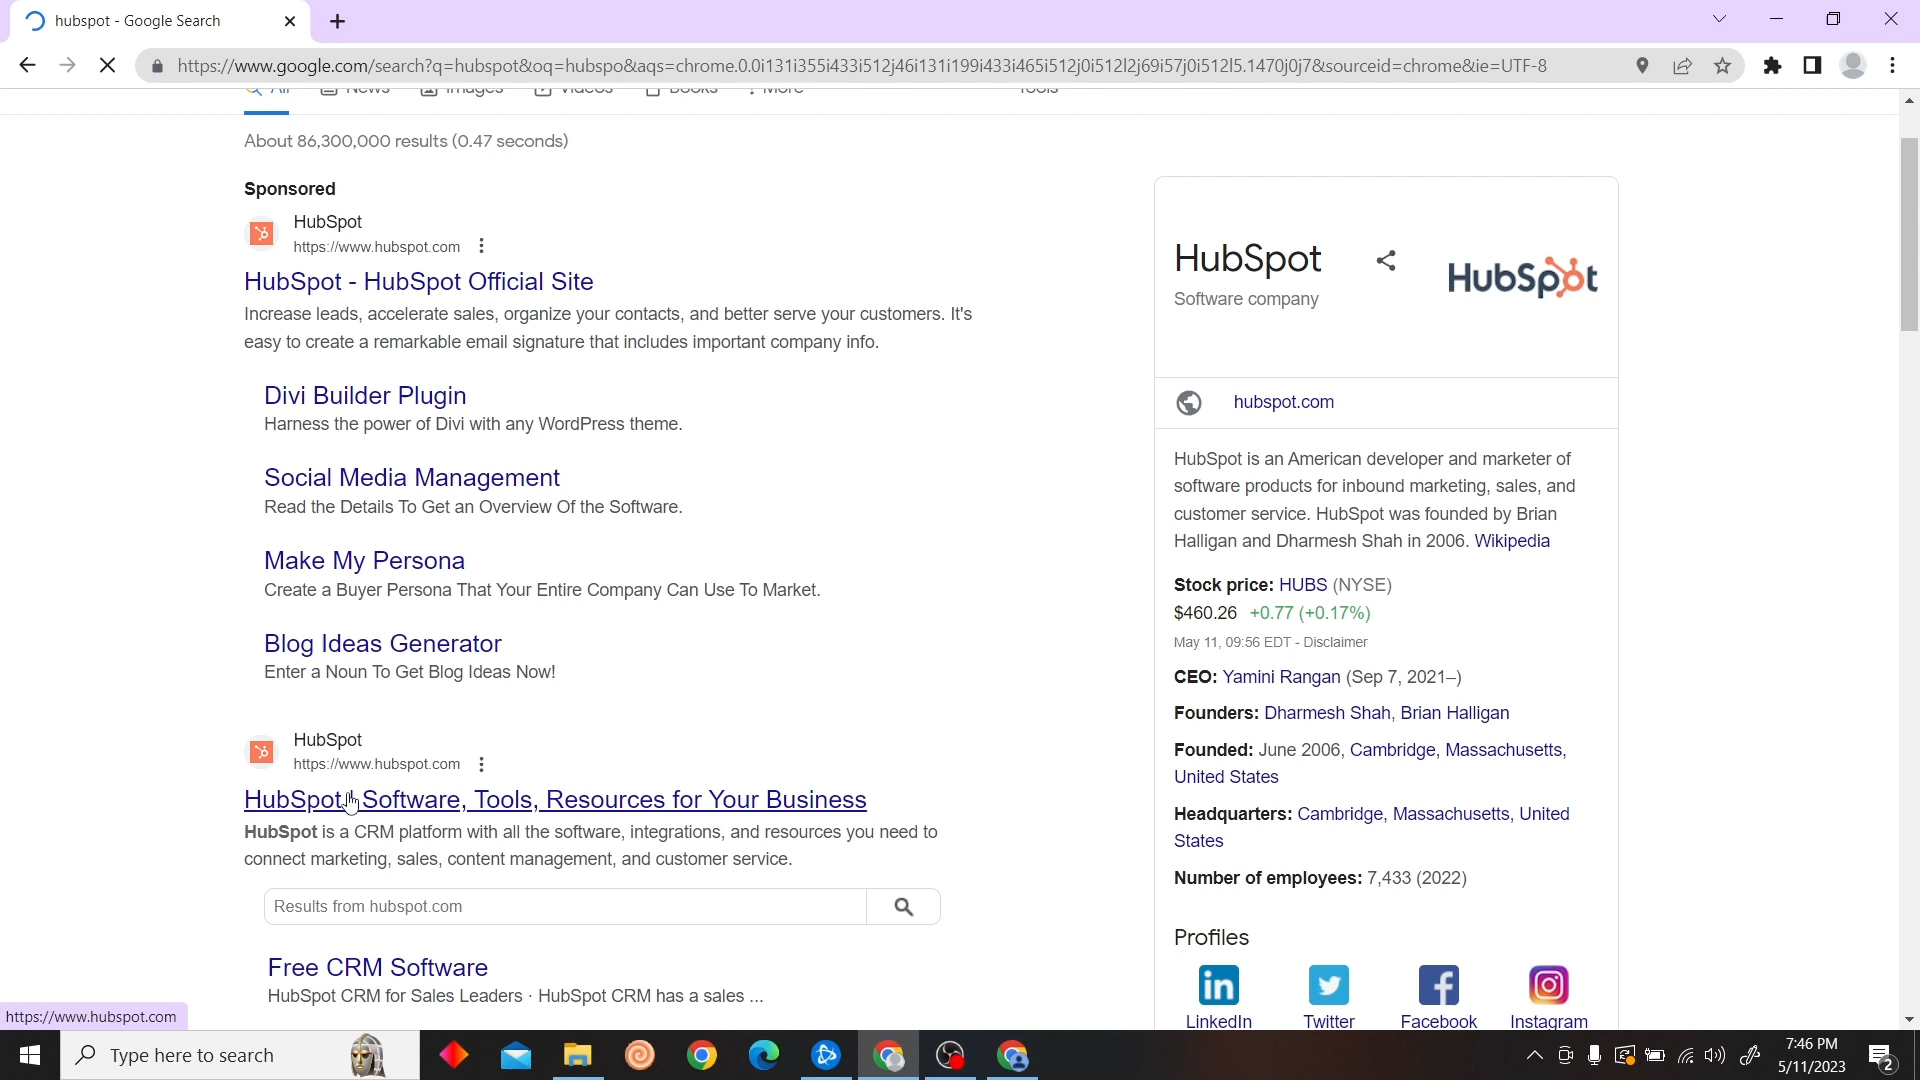 hubspot - Google Search
https://www.google.com/search?q=hubspot&oq=hubspo&aqs=chrome.0.0i131i355i433i512j46i131i199i433i465i512j0i512l2j69i57j0i512l5.1470j0j7&sourceid=chrome&ie=UTF-8
All News Images Videos Books More Tools
About 86,300,000 results (0.47 seconds)
Sponsored
HubSpot
https://www.hubspot.com
HubSpot - HubSpot Official Site
Increase leads, accelerate sales, organize your contacts, and better serve your customers. It's
easy to create a remarkable email signature that includes important company info.
Divi Builder Plugin
Harness the power of Divi with any WordPress theme.
Social Media Management
Read the Details To Get an Overview Of the Software.
Make My Persona
Create a Buyer Persona That Your Entire Company Can Use To Market.
Blog Ideas Generator
Enter a Noun To Get Blog Ideas Now!
HubSpot
https://www.hubspot.com
HubSpot | Software, Tools, Resources for Your Business
HubSpot is a CRM platform with all the software, integrations, and resources you need to
connect marketing, sales, content management, and customer service.
Results from hubspot.com
Free CRM Software
HubSpot CRM for Sales Leaders · HubSpot CRM has a sales ...
HubSpot
Software company
HubSpot
hubspot.com
HubSpot is an American developer and marketer of
software products for inbound marketing, sales, and
customer service. HubSpot was founded by Brian
Halligan and Dharmesh Shah in 2006. Wikipedia
Stock price: HUBS (NYSE)
$460.26 +0.77 (+0.17%)
May 11, 09:56 EDT - Disclaimer
CEO: Yamini Rangan (Sep 7, 2021–)
Founders: Dharmesh Shah, Brian Halligan
Founded: June 2006, Cambridge, Massachusetts,
United States
Headquarters: Cambridge, Massachusetts, United
States
Number of employees: 7,433 (2022)
Profiles
in
LinkedIn Twitter Facebook Instagram
https://www.hubspot.com
Type here to search
7:46 PM
5/11/2023
2